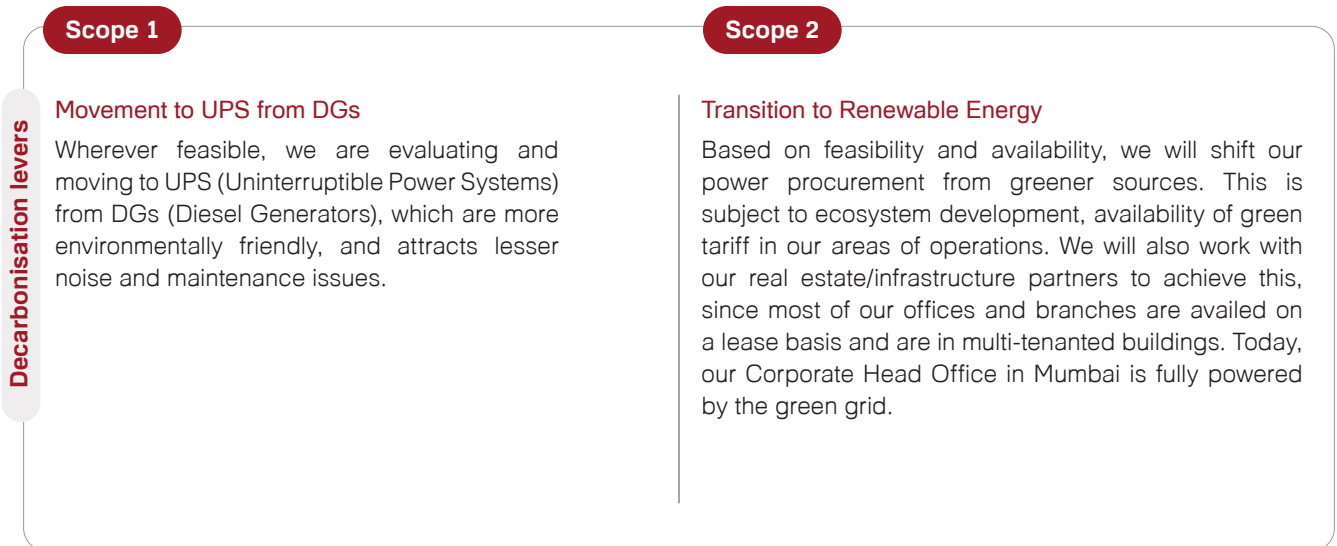 Scope 1
Scope 2
Decarbonisation levers
Movement to UPS from DGs
Wherever feasible, we are evaluating and
moving to UPS (Uninterruptible Power Systems)
from DGs (Diesel Generators), which are more
environmentally friendly, and attracts lesser
noise and maintenance issues.
Transition to Renewable Energy
Based on feasibility and availability, we will shift our
power procurement from greener sources. This is
subject to ecosystem development, availability of green
tariff in our areas of operations. We will also work with
our real estate/infrastructure partners to achieve this,
since most of our offices and branches are availed on
a lease basis and are in multi-tenanted buildings. Today,
our Corporate Head Office in Mumbai is fully powered
by the green grid.